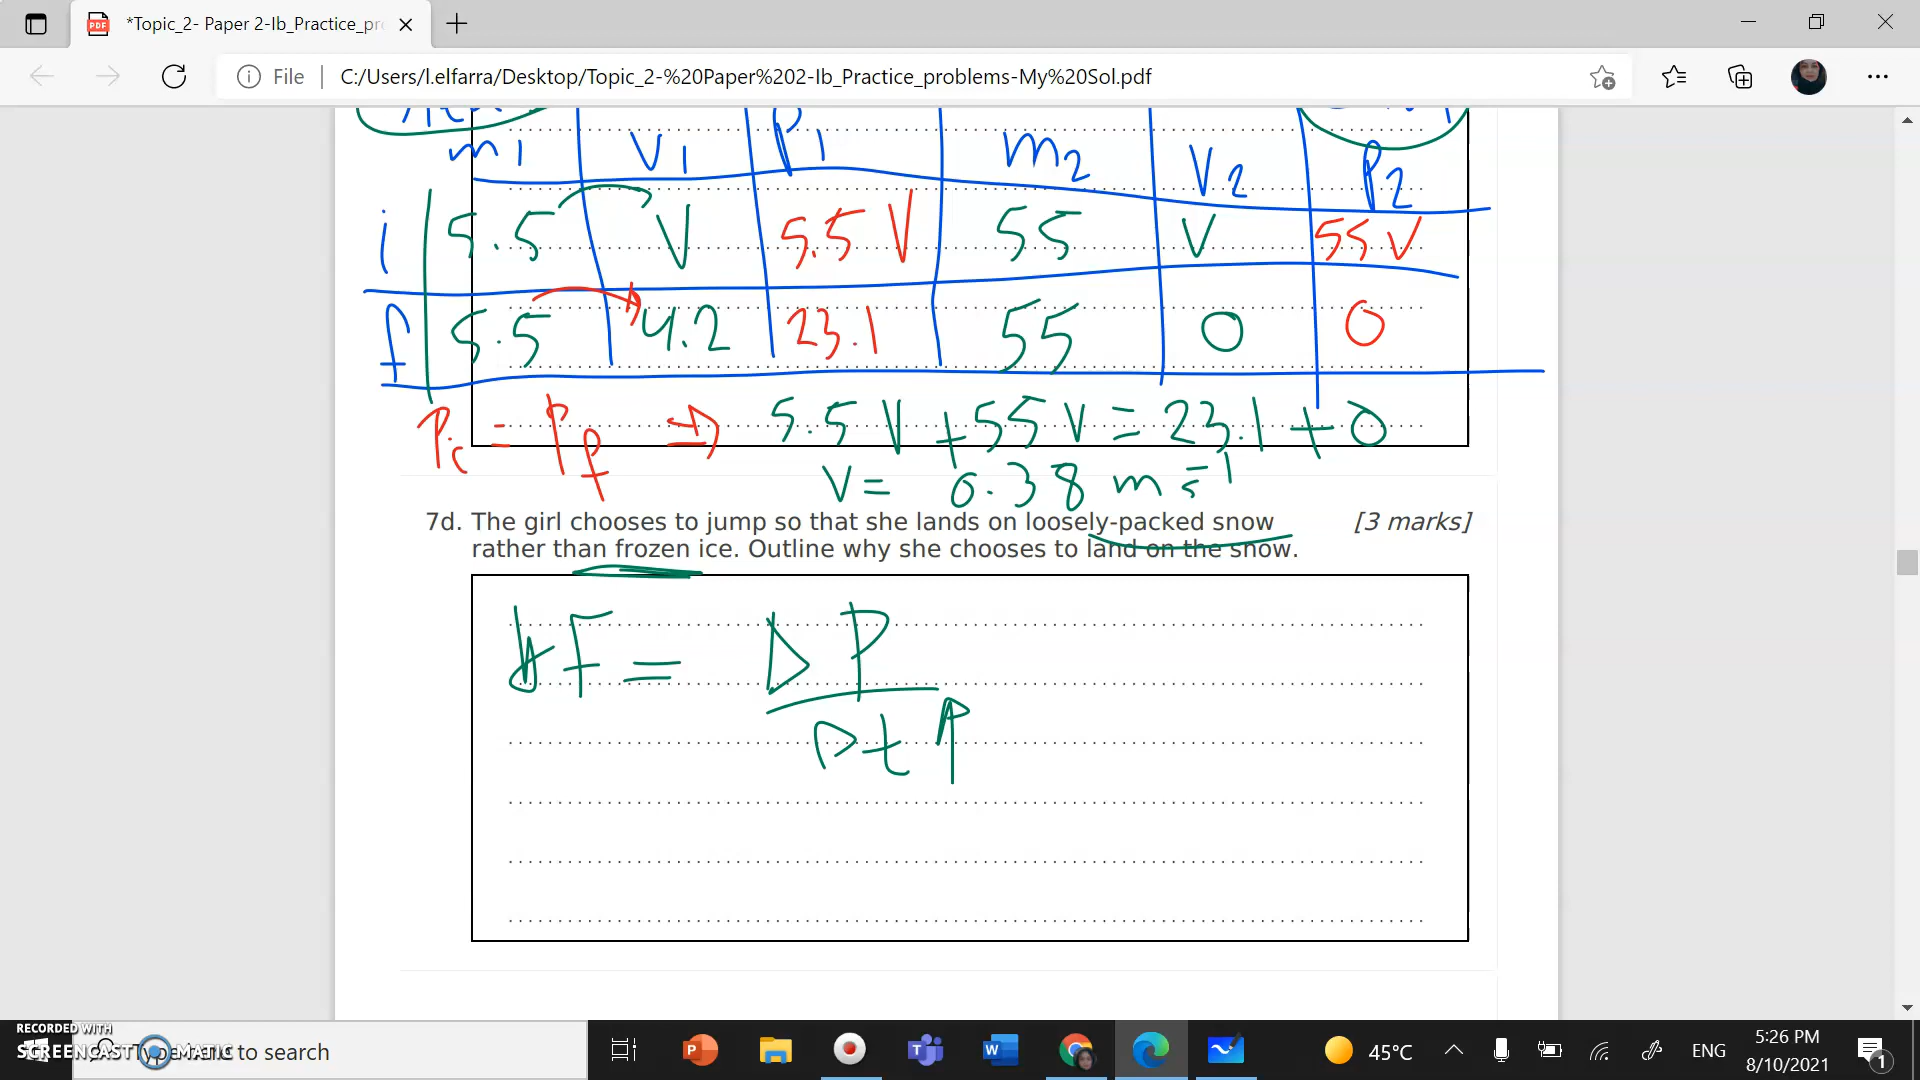 *Topic_2- Paper 2-Ib_Practice_pr
File
C:/Users/l.elfarra/Desktop/Topic_2-%20Paper%202-Ib_Practice_problems-My%20Sol.pdf
m1 V1 P1 m2 V2 P2
i 5.5 V 5.5 V 55 V 55 V
f 5.5 4.2 23.1 55 0 0
Pi = Pf ⇒ 5.5 V + 55 V = 23.1 + 0
V = 0.38 m s-1
7d. The girl chooses to jump so that she lands on loosely-packed snow [3 marks]
rather than frozen ice. Outline why she chooses to land on the snow.
↓F = ΔP
Δt ↑
RECORDED WITH
SCREENCAST MATIC
to search
45°C
ENG
5:26 PM
8/10/2021
1